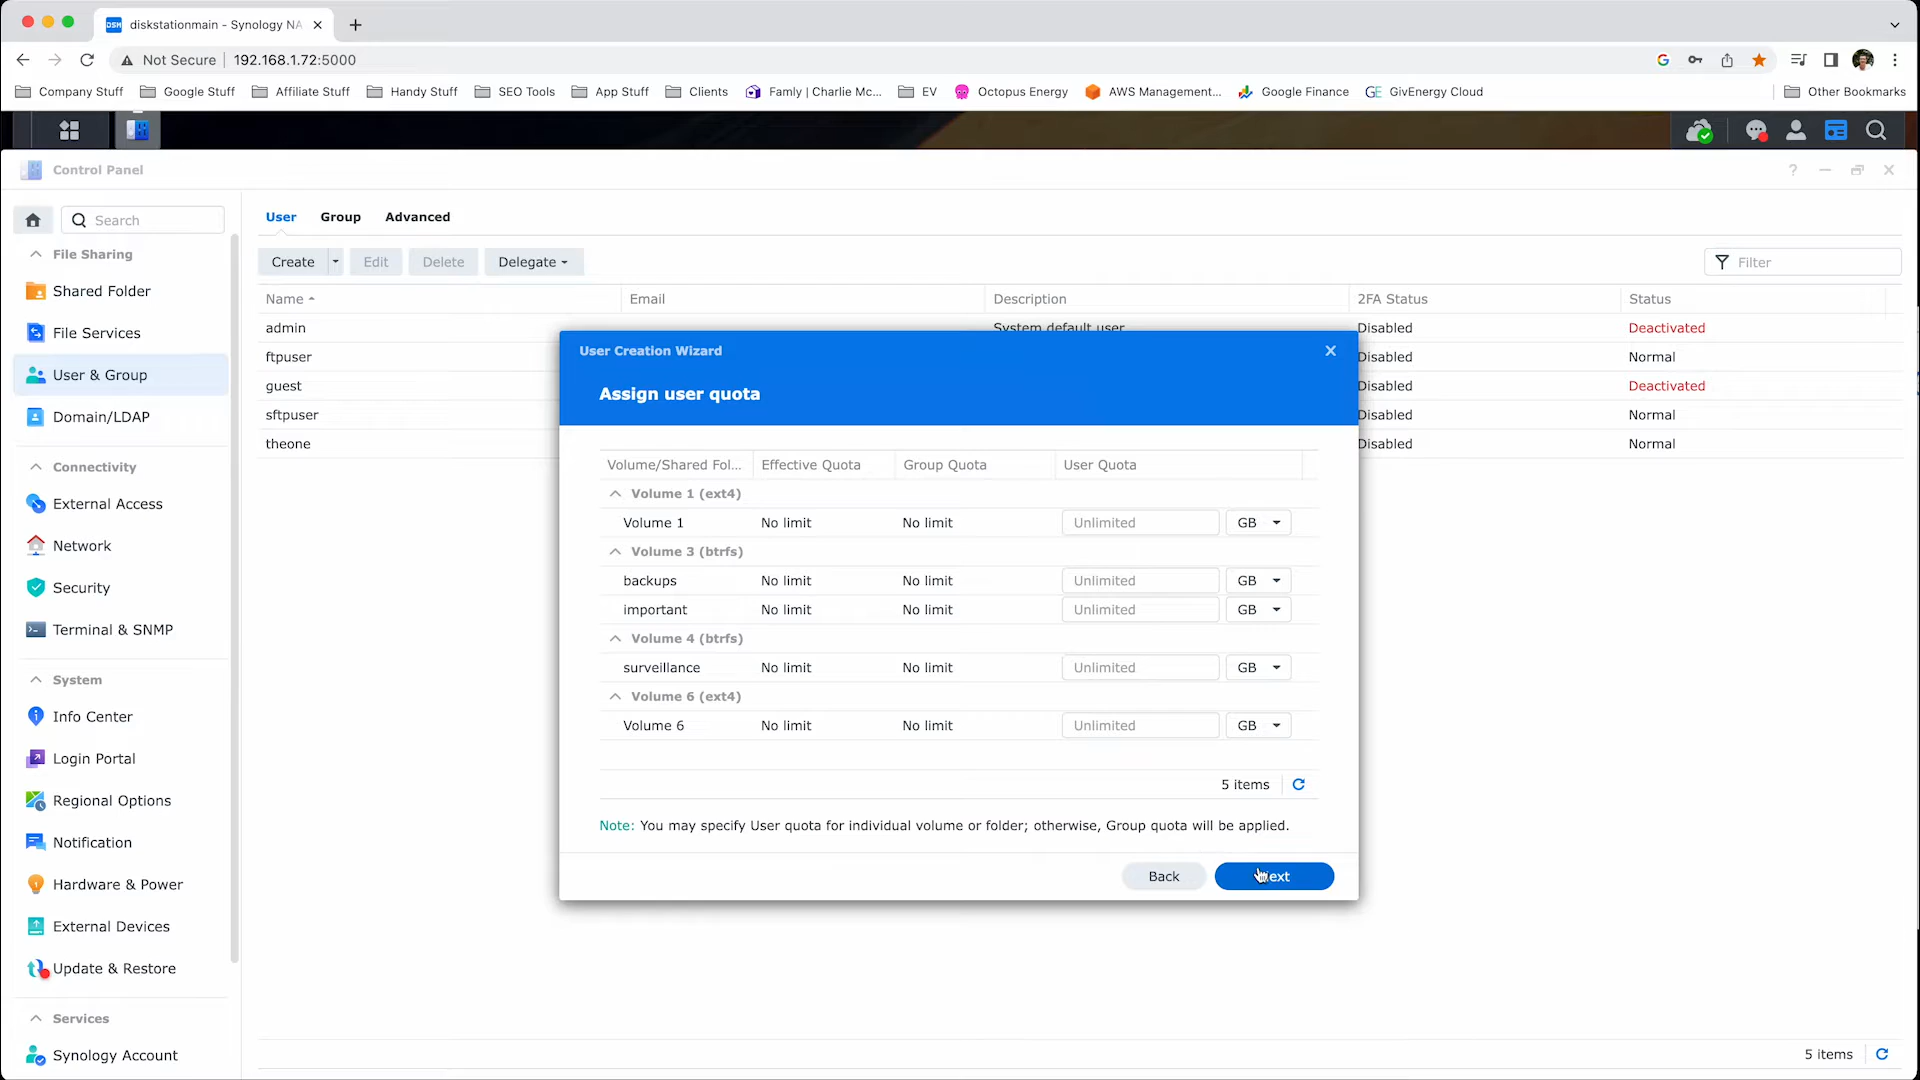 diskstationmain - Synology NA
Not Secure 192.168.1.72:5000
Company Stuff Google Stuff Affiliate Stuff Handy Stuff SEO Tools App Stuff Clients Famly | Charlie Mc... EV Octopus Energy AWS Management... Google Finance GivEnergy Cloud Other Bookmarks
Control Panel
Search
File Sharing
Shared Folder
File Services
User & Group
Domain/LDAP
Connectivity
External Access
Network
Security
Terminal & SNMP
System
Info Center
Login Portal
Regional Options
Notification
Hardware & Power
External Devices
Update & Restore
Services
Synology Account
User Group Advanced
Create Edit Delete Delegate Filter
Name Email Description 2FA Status Status
admin System default user Disabled Deactivated
ftpuser Disabled Normal
guest Disabled Deactivated
sftpuser Disabled Normal
theone Disabled Normal
User Creation Wizard
Assign user quota
Volume/Shared Fol... Effective Quota Group Quota User Quota
Volume 1 (ext4)
Volume 1 No limit No limit Unlimited GB
Volume 3 (btrfs)
backups No limit No limit Unlimited GB
important No limit No limit Unlimited GB
Volume 4 (btrfs)
surveillance No limit No limit Unlimited GB
Volume 6 (ext4)
Volume 6 No limit No limit Unlimited GB
5 items
Note: You may specify User quota for individual volume or folder; otherwise, Group quota will be applied.
Back Next
5 items